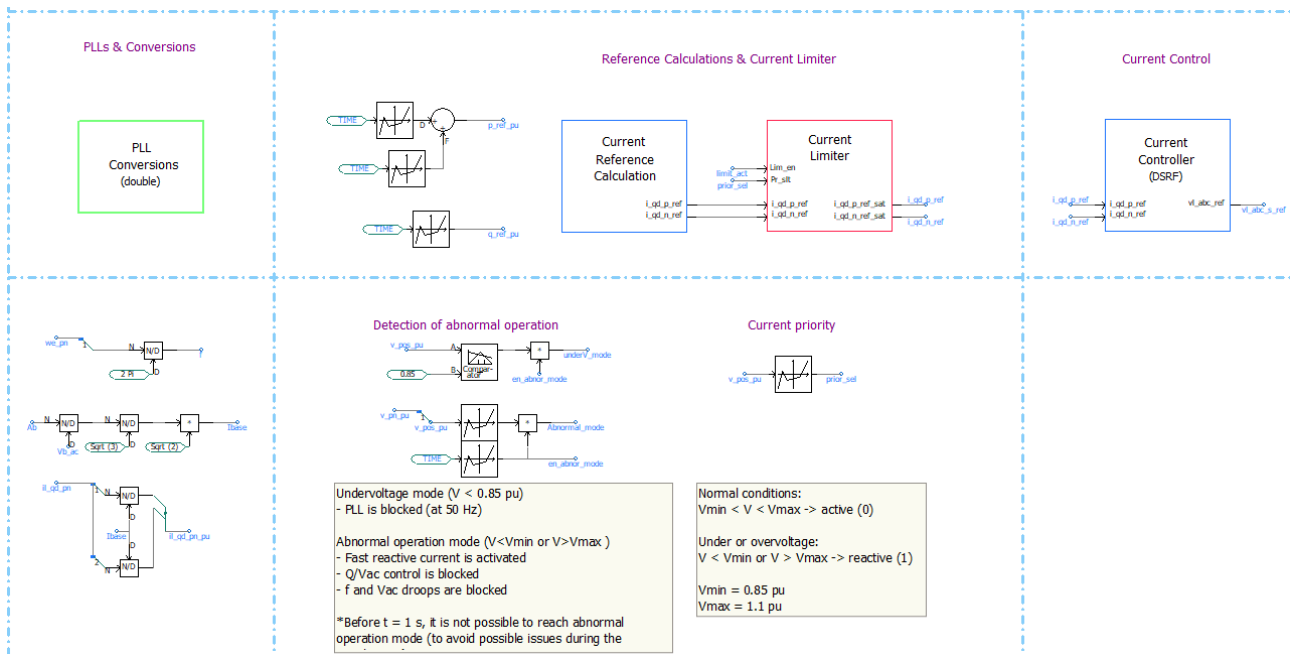 PLLs & Conversions
Reference Calculations & Current Limiter
Current Control
PLL
Conversions
(double)
TIME
D
+
+
F
p_ref_pu
TIME
TIME
q_ref_pu
Current
Reference
Calculation
i_qd_p_ref
i_qd_n_ref
Current
Limiter
limit_act
Lim_en
prior_sel
Pr_slt
i_qd_p_ref
i_qd_n_ref
i_qd_p_ref_sat
i_qd_n_ref_sat
i_qd_p_ref
i_qd_n_ref
Current
Controller
(DSRF)
i_qd_p_ref
i_qd_p_ref
i_qd_n_ref
i_qd_n_ref
vl_abc_ref
vl_abc_s_ref
we_pn
1
N
N/D
f
2 Pi
D
Ab
N
N/D
N
N/D
*
Ibase
D
D
Vb_ac
Sqrt (3)
Sqrt (2)
il_qd_pn
1
N
N/D
D
Ibase
il_qd_pn_pu
D
2
N
N/D
Detection of abnormal operation
v_pos_pu
A
Compar-
ator
*
underV_mode
0.85
B
en_abnor_mode
v_pn_pu
1
v_pos_pu
*
Abnormal_mode
TIME
en_abnor_mode
Undervoltage mode (V < 0.85 pu)
- PLL is blocked (at 50 Hz)
Abnormal operation mode (V<Vmin or V>Vmax )
- Fast reactive current is activated
- Q/Vac control is blocked
- f and Vac droops are blocked
*Before t = 1 s, it is not possible to reach abnormal
operation mode (to avoid possible issues during the
Current priority
v_pos_pu
prior_sel
Normal conditions:
Vmin < V < Vmax -> active (0)
Under or overvoltage:
V < Vmin or V > Vmax -> reactive (1)
Vmin = 0.85 pu
Vmax = 1.1 pu